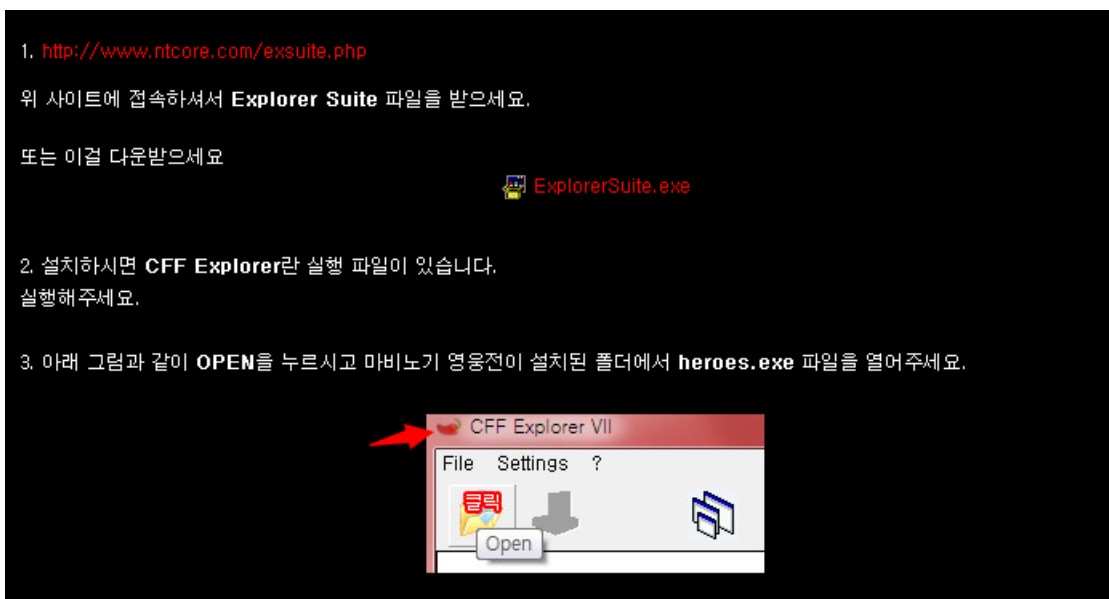 1. http://www.ntcore.com/exsuite.php
위 사이트에 접속하셔서 Explorer Suite 파일을 받으세요.
또는 이걸 다운받으세요
ExplorerSuite.exe
2. 설치하시면 CFF Explorer란 실행 파일이 있습니다.
실행해주세요.
3. 아래 그림과 같이 OPEN을 누르시고 마비노기 영웅전이 설치된 폴더에서 heroes.exe 파일을 열어주세요.
CFF Explorer VII
File Settings ?
클릭
Open